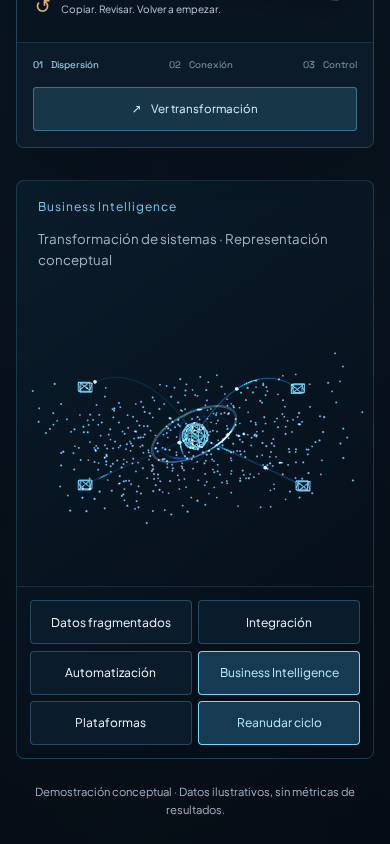 Copiar. Revisar. Volver a empezar.
01 Dispersión 02 Conexión 03 Control
↗ Ver transformación
Business Intelligence
Transformación de sistemas · Representación
conceptual
Datos fragmentados Integración
Automatización Business Intelligence
Plataformas Reanudar ciclo
Demostración conceptual · Datos ilustrativos, sin métricas de
resultados.